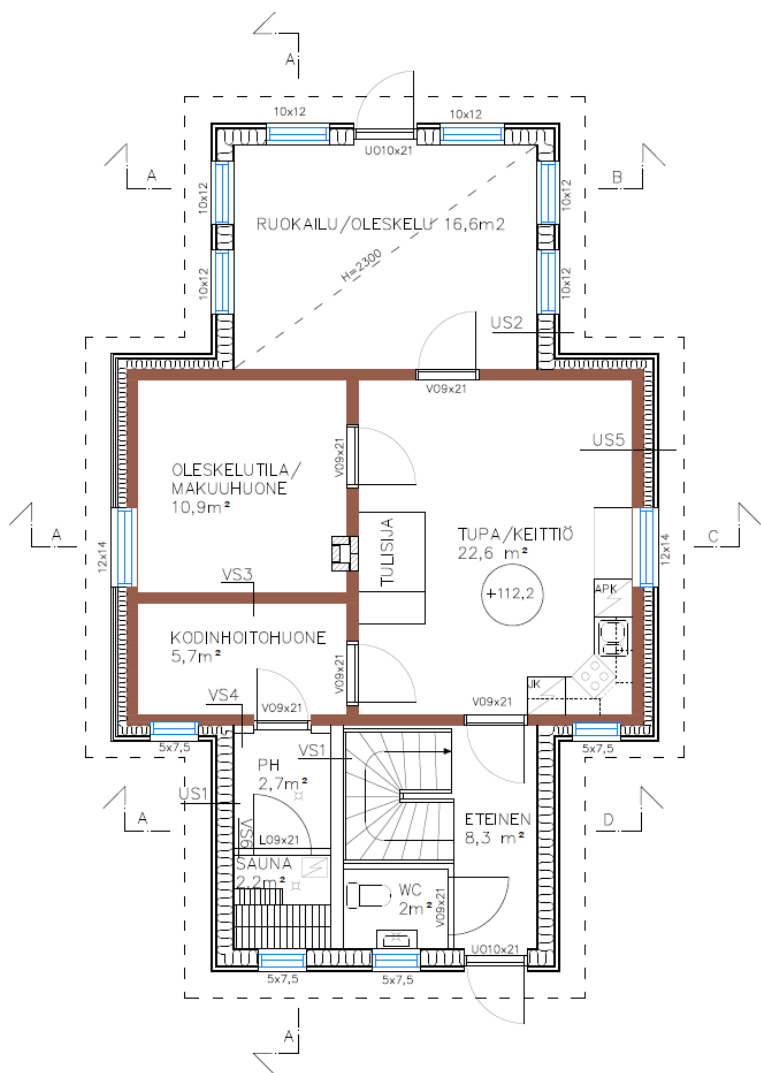 A
10x12
10x12
UO10x21
A
B
10x12
10x12
RUOKAILU/OLESKELU 16,6m2
H=2300
10x12
10x12
US2
V09x21
US5
OLESKELUTILA/
MAKUUHUONE
10,9m²
V09x21
TULISIJA
TUPA/KEITTIÖ
22,6 m²
+112,2
A
C
12x14
12x14
VS3
APK
KODINHOITOHUONE
5,7m²
V09x21
JK
VS4
V09x21
V09x21
5x7,5
5x7,5
VS1
PH
2,7m²
US1
A
D
VS6
L09x21
ETEINEN
8,3 m²
SAUNA
2,2m²
WC
2m²
V09x21
UO10x21
5x7,5
5x7,5
A